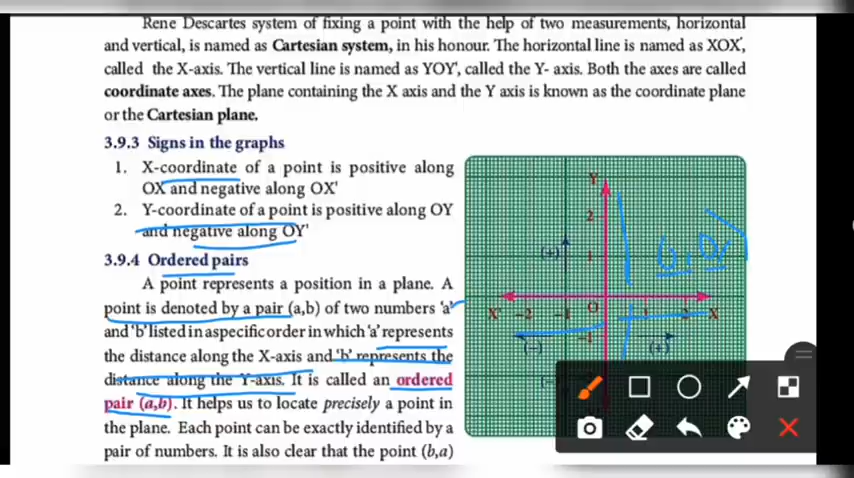 Rene Descartes system of fixing a point with the help of two measurements, horizontal
and vertical, is named as Cartesian system, in his honour. The horizontal line is named as XOX',
called the X-axis. The vertical line is named as YOY', called the Y- axis. Both the axes are called
coordinate axes. The plane containing the X axis and the Y axis is known as the coordinate plane
or the Cartesian plane.
3.9.3 Signs in the graphs
1. X-coordinate of a point is positive along
OX and negative along OX'
2. Y-coordinate of a point is positive along OY
and negative along OY'
3.9.4 Ordered pairs
A point represents a position in a plane. A
point is denoted by a pair (a,b) of two numbers 'a'
and 'b' listed in a specific order in which 'a' represents
the distance along the X-axis and 'b' represents the
distance along the Y-axis. It is called an ordered
pair (a,b). It helps us to locate precisely a point in
the plane. Each point can be exactly identified by a
pair of numbers. It is also clear that the point (b,a)
Y
2
(+)
1
O
X' -2 -1 1 2 X
-1
(-) (+)
(-)